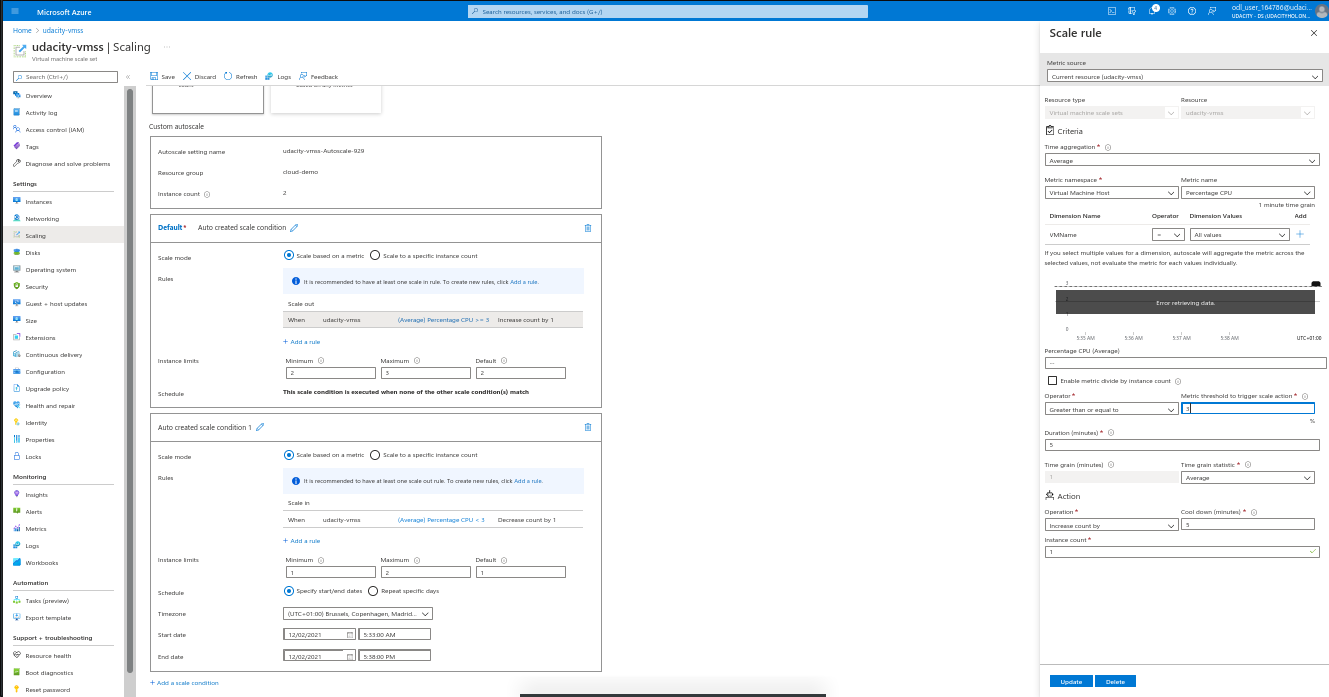 Microsoft Azure
Search resources, services, and docs (G+/)
4
odl_user_164786@udaci...
UDACITY - DS (UDACITYHOL.ON...
Home > udacity-vmss
udacity-vmss | Scaling ...
Virtual machine scale set
Search (Ctrl+/)
«
Save Discard Refresh Logs Feedback
Overview
Activity log
Access control (IAM)
Tags
Diagnose and solve problems
Settings
Instances
Networking
Scaling
Disks
Operating system
Security
Guest + host updates
Size
Extensions
Continuous delivery
Configuration
Upgrade policy
Health and repair
Identity
Properties
Locks
Monitoring
Insights
Alerts
Metrics
Logs
Workbooks
Automation
Tasks (preview)
Export template
Support + troubleshooting
Resource health
Boot diagnostics
Reset password
Custom autoscale
Autoscale setting name udacity-vmss-Autoscale-929
Resource group cloud-demo
Instance count 2
Default* Auto created scale condition
Scale mode Scale based on a metric Scale to a specific instance count
Rules It is recommended to have at least one scale in rule. To create new rules, click Add a rule.
Scale out
When udacity-vmss (Average) Percentage CPU >= 3 Increase count by 1
+ Add a rule
Instance limits Minimum Maximum Default
2 3 2
Schedule This scale condition is executed when none of the other scale condition(s) match
Auto created scale condition 1
Scale mode Scale based on a metric Scale to a specific instance count
Rules It is recommended to have at least one scale out rule. To create new rules, click Add a rule.
Scale in
When udacity-vmss (Average) Percentage CPU < 3 Decrease count by 1
+ Add a rule
Instance limits Minimum Maximum Default
1 2 1
Schedule Specify start/end dates Repeat specific days
Timezone (UTC+01:00) Brussels, Copenhagen, Madrid...
Start date 12/02/2021 5:33:00 AM
End date 12/02/2021 5:38:00 PM
+ Add a scale condition
Scale rule
Metric source
Current resource (udacity-vmss)
Resource type Resource
Virtual machine scale sets udacity-vmss
Criteria
Time aggregation *
Average
Metric namespace * Metric name
Virtual Machine Host Percentage CPU
1 minute time grain
Dimension Name Operator Dimension Values Add
VMName = All values +
If you select multiple values for a dimension, autoscale will aggregate the metric across the
selected values, not evaluate the metric for each values individually.
3
Error retrieving data.
0
5:35 AM 5:36 AM 5:37 AM 5:38 AM UTC+01:00
Percentage CPU (Average)
--
Enable metric divide by instance count
Operator * Metric threshold to trigger scale action *
Greater than or equal to 3
%
Duration (minutes) *
5
Time grain (minutes) Time grain statistic *
1 Average
Action
Operation * Cool down (minutes) *
Increase count by 5
Instance count *
1
Update Delete